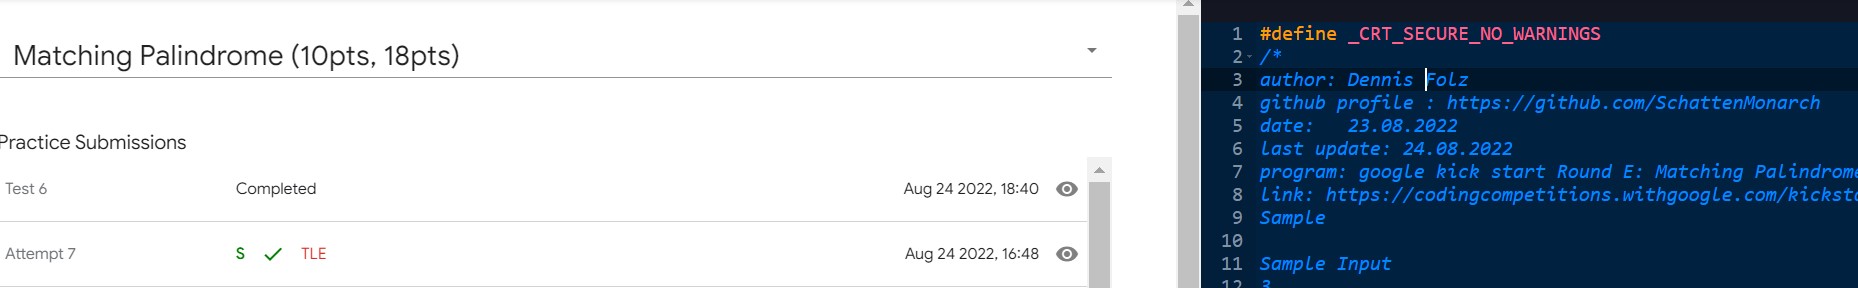 Matching Palindrome (10pts, 18pts)
Practice Submissions
Test 6 Completed Aug 24 2022, 18:40
Attempt 7 S TLE Aug 24 2022, 16:48
1 #define _CRT_SECURE_NO_WARNINGS
2 /*
3 author: Dennis Folz
4 github profile : https://github.com/SchattenMonarch
5 date: 23.08.2022
6 last update: 24.08.2022
7 program: google kick start Round E: Matching Palindrome
8 link: https://codingcompetitions.withgoogle.com/kicksta
9 Sample
10
11 Sample Input
12 3